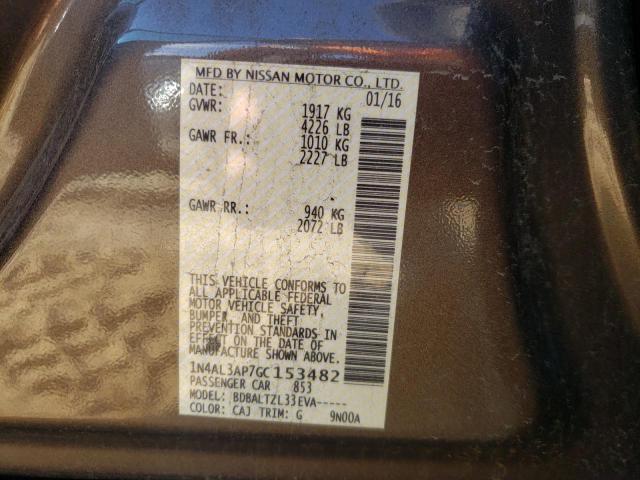 MFD BY NISSAN MOTOR CO., LTD.
DATE: 01/16
GVWR: 1917 KG
4226 LB
GAWR FR.: 1010 KG
2227 LB
GAWR RR.: 940 KG
2072 LB
THIS VEHICLE CONFORMS TO
ALL APPLICABLE FEDERAL
MOTOR VEHICLE SAFETY,
BUMPER, AND THEFT
PREVENTION STANDARDS IN
EFFECT ON THE DATE OF
MANUFACTURE SHOWN ABOVE.
1N4AL3AP7GC153482
PASSENGER CAR 853
MODEL: BDBALTZL33EVA-----
COLOR: CAJ TRIM: G 9N00A